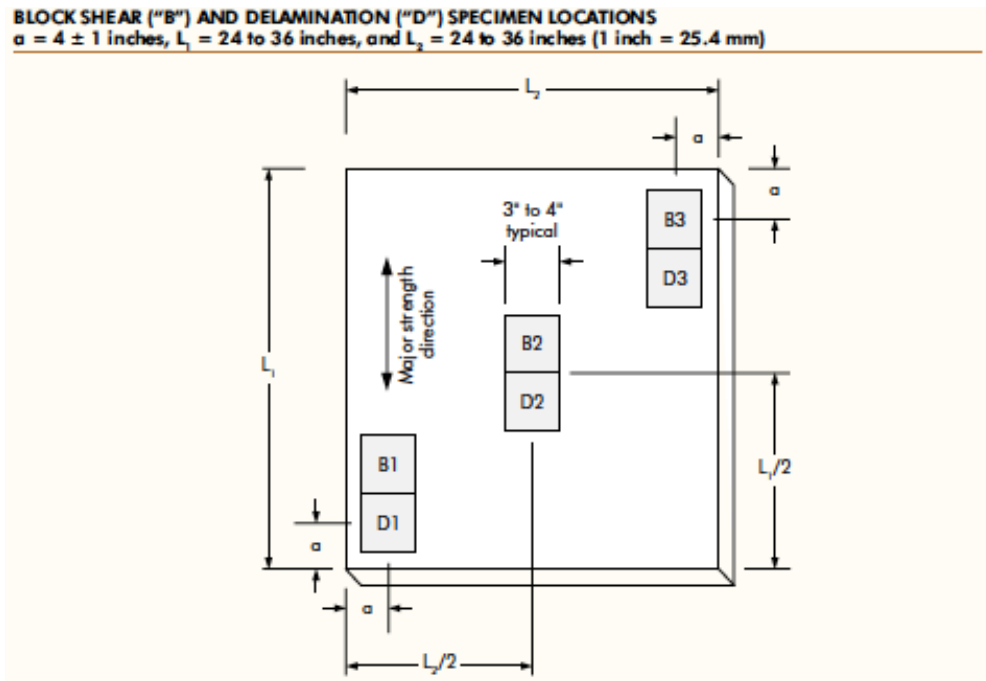 BLOCK SHEAR ("B") AND DELAMINATION ("D") SPECIMEN LOCATIONS
a = 4 ± 1 inches, L₁ = 24 to 36 inches, and L₂ = 24 to 36 inches (1 inch = 25.4 mm)
L₂
a
a
3" to 4"
typical
B3
D3
Major strength
direction
B2
D2
L₁
B1
D1
L₁/2
a
a
L₂/2